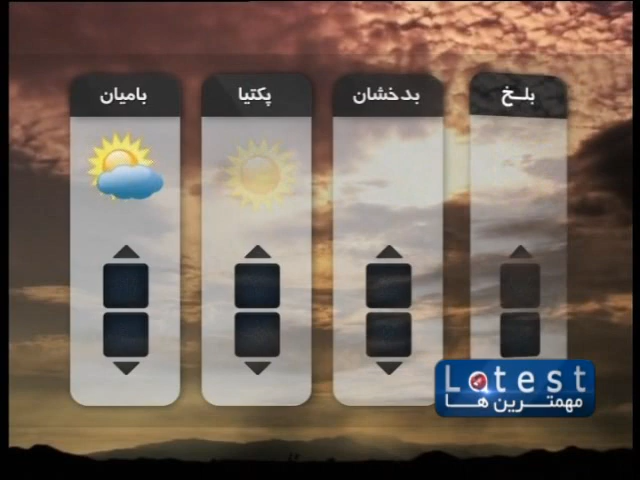 بلخ
بدخشان
پکتیا
بامیان
Latest
مهمترین ها